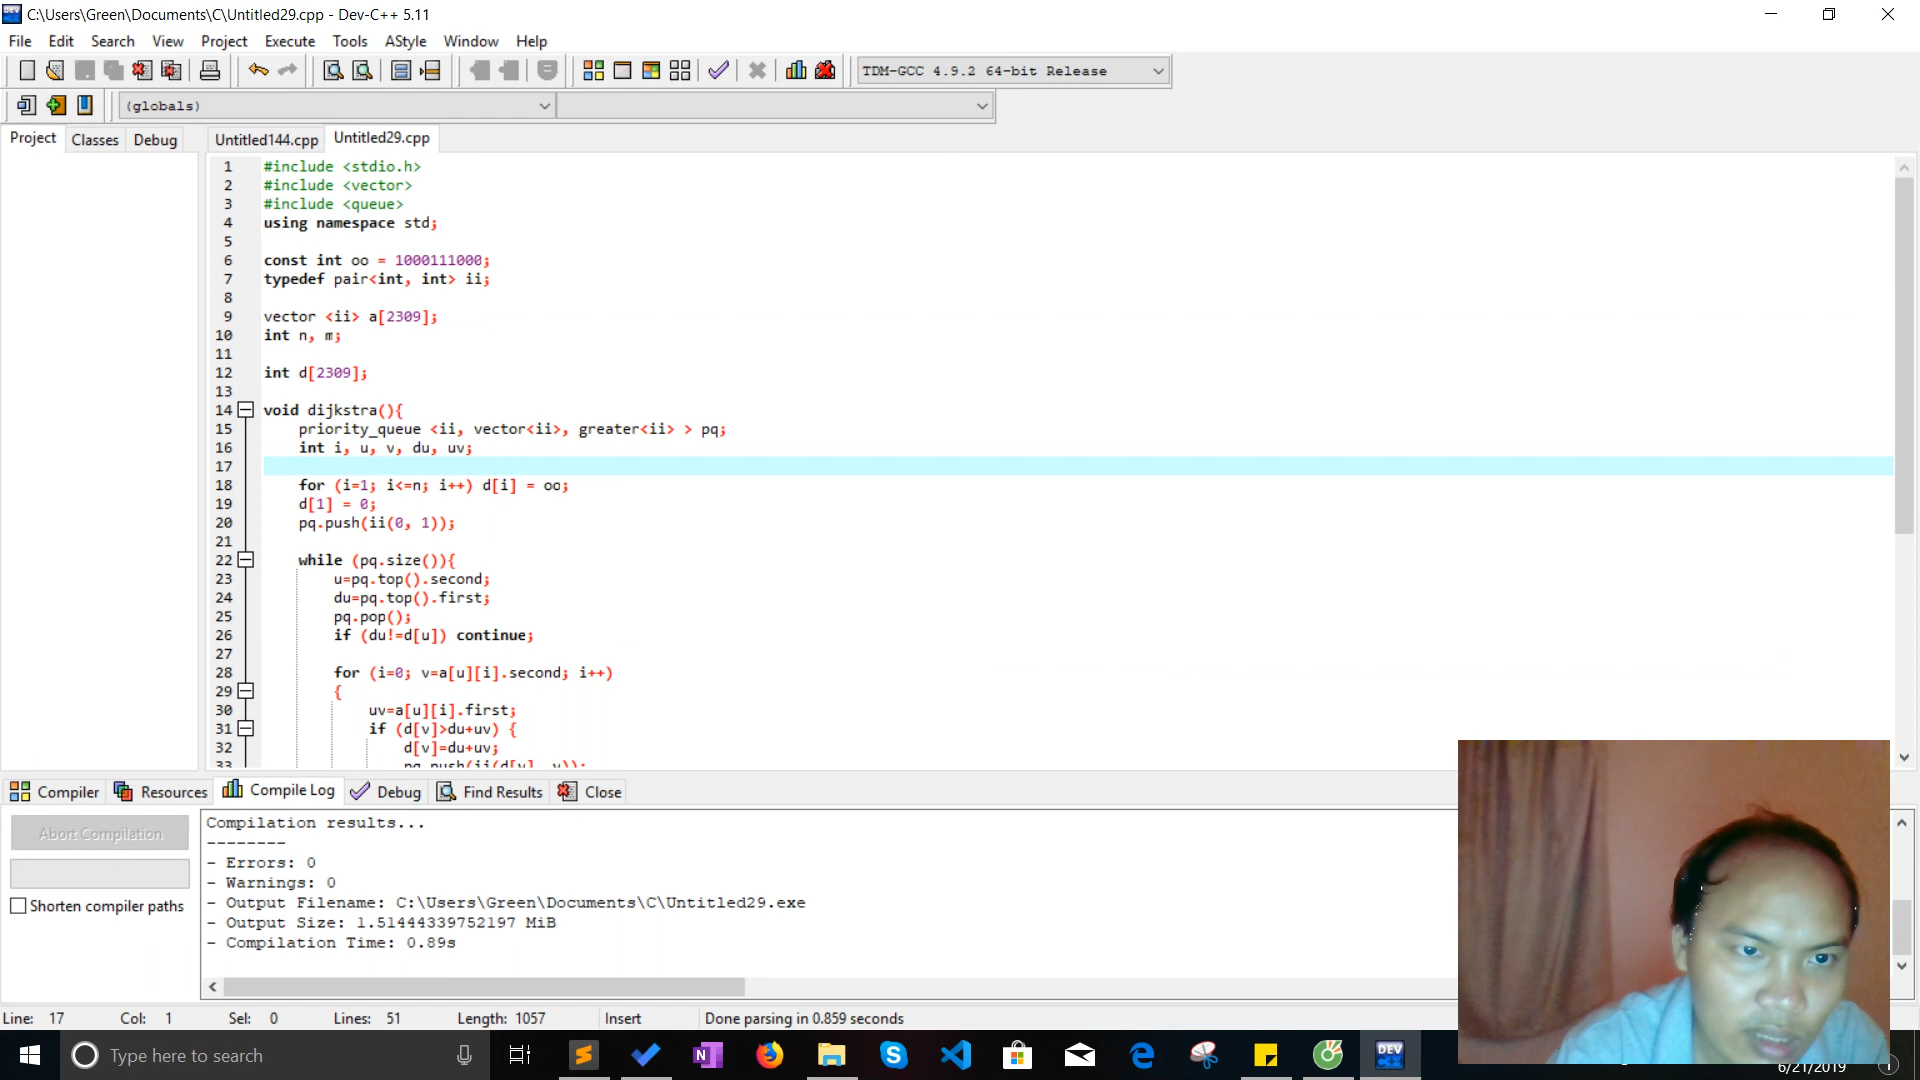 C:\Users\Green\Documents\C\Untitled29.cpp - Dev-C++ 5.11
File Edit Search View Project Execute Tools AStyle Window Help
TDM-GCC 4.9.2 64-bit Release
(globals)
Project Classes Debug Untitled144.cpp Untitled29.cpp
1 #include <stdio.h>
2 #include <vector>
3 #include <queue>
4 using namespace std;
5
6 const int oo = 1000111000;
7 typedef pair<int, int> ii;
8
9 vector <ii> a[2309];
10 int n, m;
11
12 int d[2309];
13
14 void dijkstra(){
15 priority_queue <ii, vector<ii>, greater<ii> > pq;
16 int i, u, v, du, uv;
17
18 for (i=1; i<=n; i++) d[i] = oo;
19 d[1] = 0;
20 pq.push(ii(0, 1));
21
22 while (pq.size()){
23 u=pq.top().second;
24 du=pq.top().first;
25 pq.pop();
26 if (du!=d[u]) continue;
27
28 for (i=0; v=a[u][i].second; i++)
29 {
30 uv=a[u][i].first;
31 if (d[v]>du+uv) {
32 d[v]=du+uv;
33 pq.push(ii(d[v], v));
Compiler Resources Compile Log Debug Find Results Close
Abort Compilation
Shorten compiler paths
Compilation results...
--------
- Errors: 0
- Warnings: 0
- Output Filename: C:\Users\Green\Documents\C\Untitled29.exe
- Output Size: 1.51444339752197 MiB
- Compilation Time: 0.89s
Line: 17 Col: 1 Sel: 0 Lines: 51 Length: 1057 Insert Done parsing in 0.859 seconds
Type here to search
DEV
6/21/2019
1